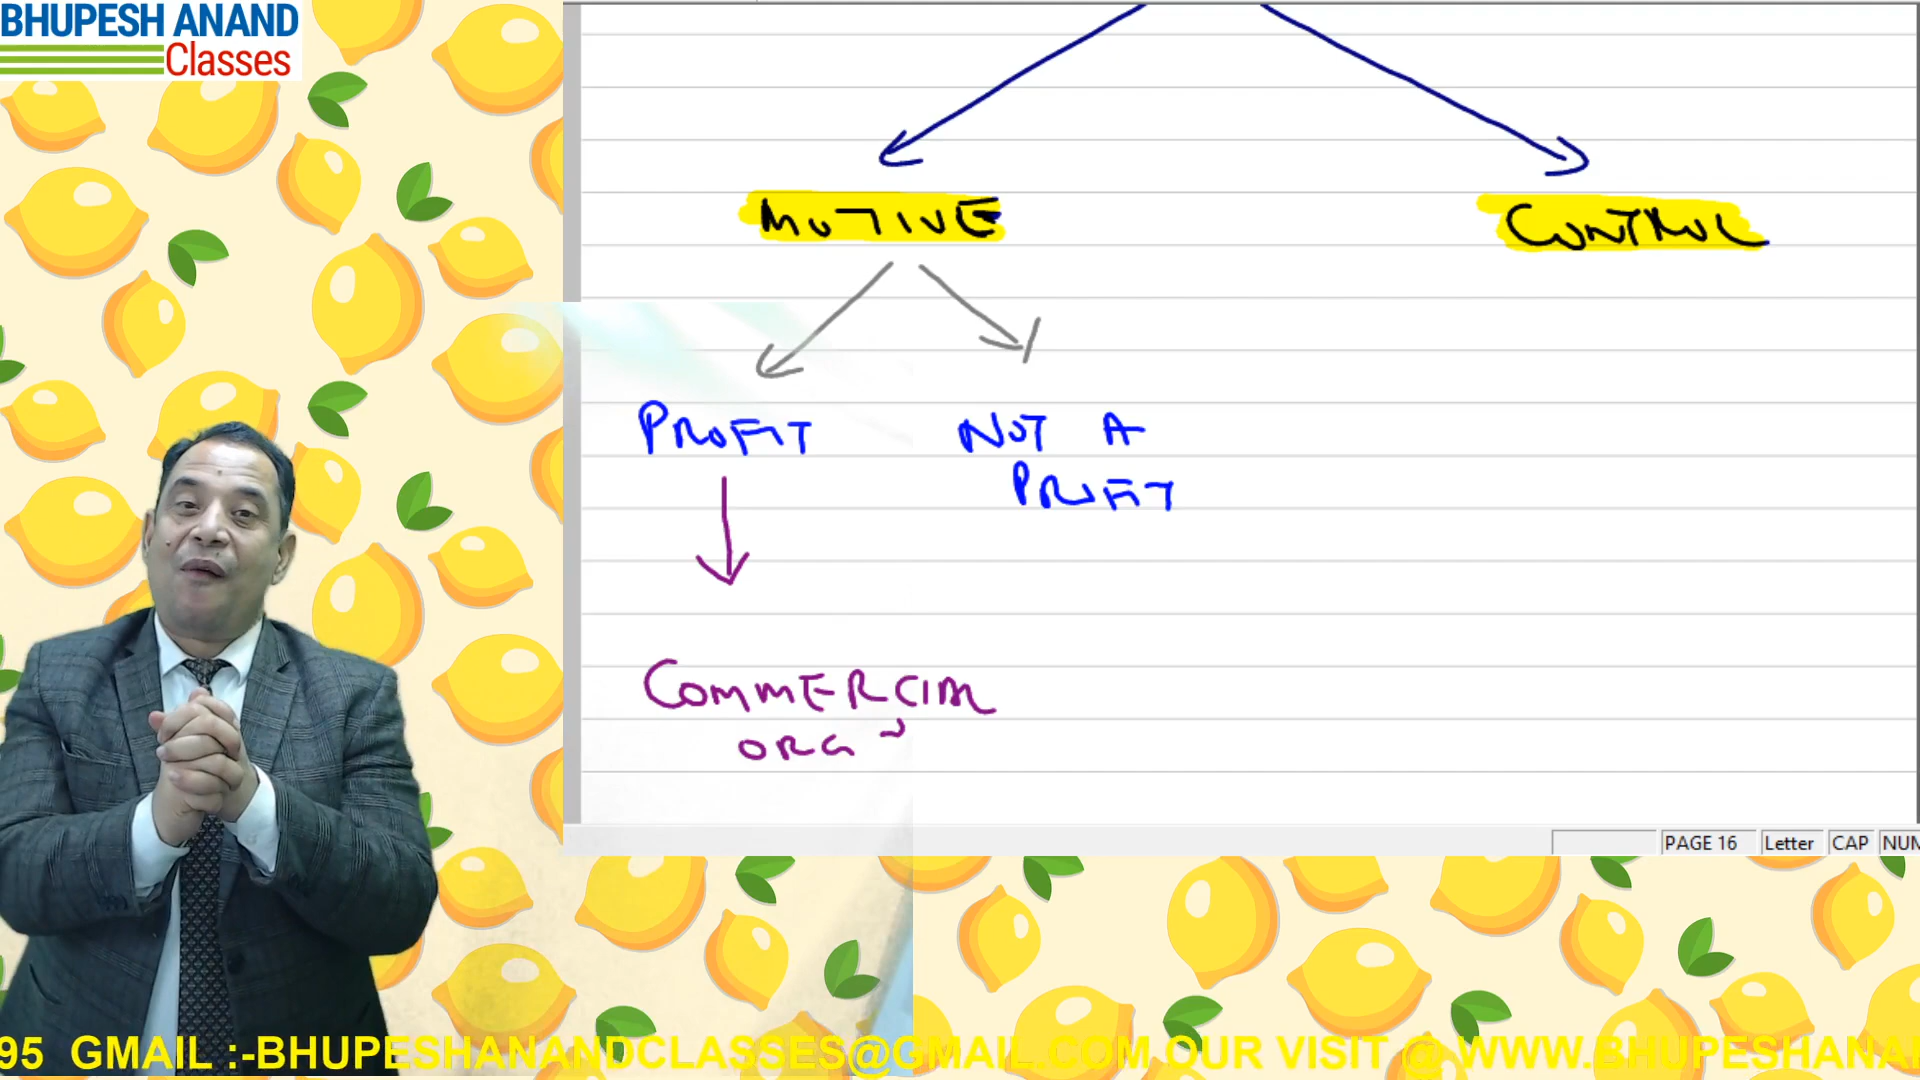 BHUPESH ANAND
Classes
MOTIVE
CONTROL
PROFIT
NOT A
PROFIT
COMMERCIAL
ORG
PAGE 16 Letter CAP NUM
95 GMAIL :-BHUPESHANANDCLASSES@GMAIL.COM OUR VISIT @ WWW.BHUPESHANA